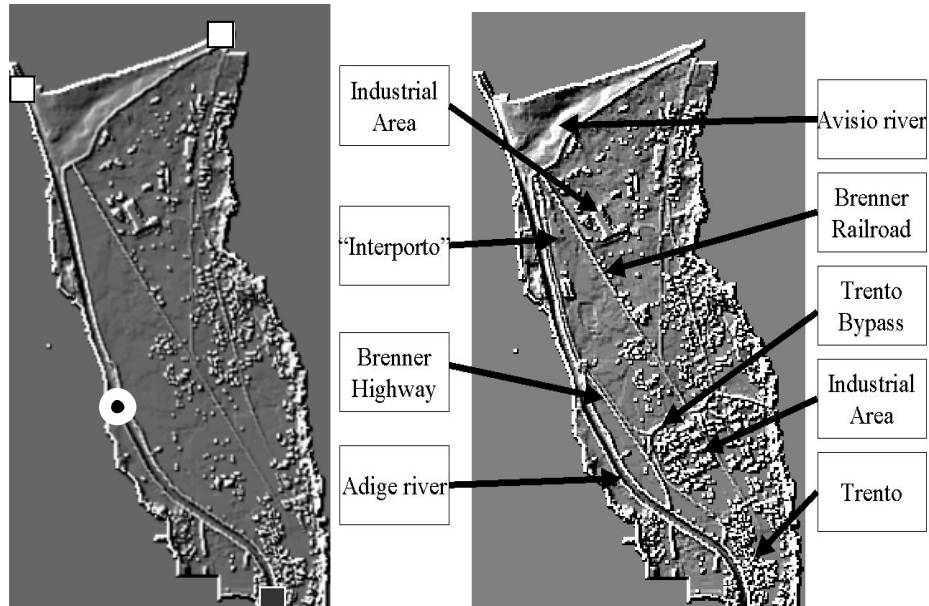 Industrial
Area
"Interporto"
Brenner
Highway
Adige river
Avisio river
Brenner
Railroad
Trento
Bypass
Industrial
Area
Trento